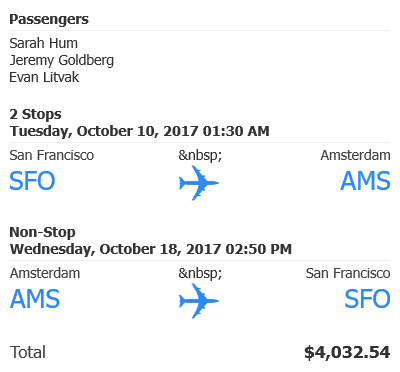 Passengers
Sarah Hum
Jeremy Goldberg
Evan Litvak
2 Stops
Tuesday, October 10, 2017 01:30 AM
San Francisco &nbsp; Amsterdam
SFO AMS
Non-Stop
Wednesday, October 18, 2017 02:50 PM
Amsterdam &nbsp; San Francisco
AMS SFO
Total $4,032.54